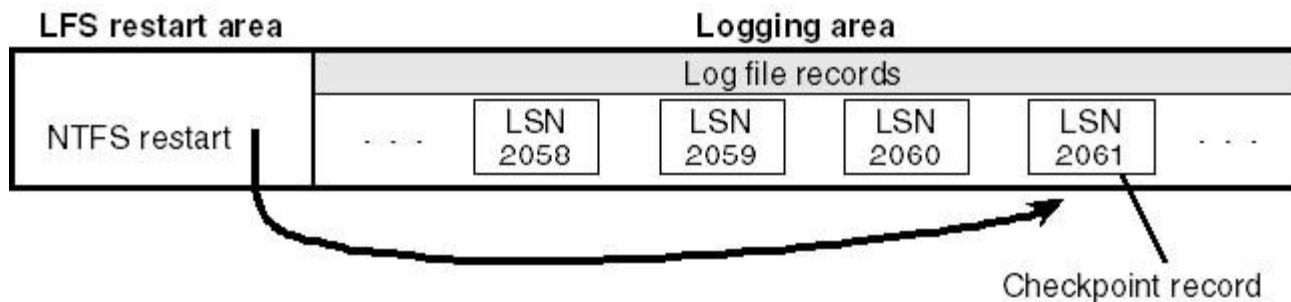 LFS restart area Logging area
Log file records
NTFS restart . . . LSN 2058 LSN 2059 LSN 2060 LSN 2061 . . .
Checkpoint record